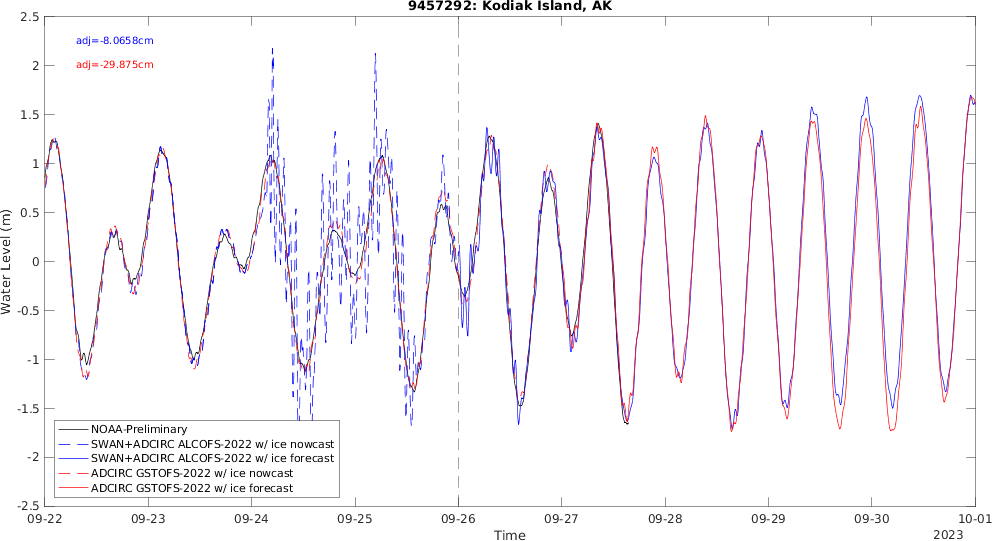 9457292: Kodiak Island, AK
2.5
2
1.5
1
0.5
0
-0.5
-1
-1.5
-2
-2.5
Water Level (m)
adj=-8.0658cm
adj=-29.875cm
NOAA-Preliminary
SWAN+ADCIRC ALCOFS-2022 w/ ice nowcast
SWAN+ADCIRC ALCOFS-2022 w/ ice forecast
ADCIRC GSTOFS-2022 w/ ice nowcast
ADCIRC GSTOFS-2022 w/ ice forecast
09-22 09-23 09-24 09-25 09-26 09-27 09-28 09-29 09-30 10-01
Time
2023